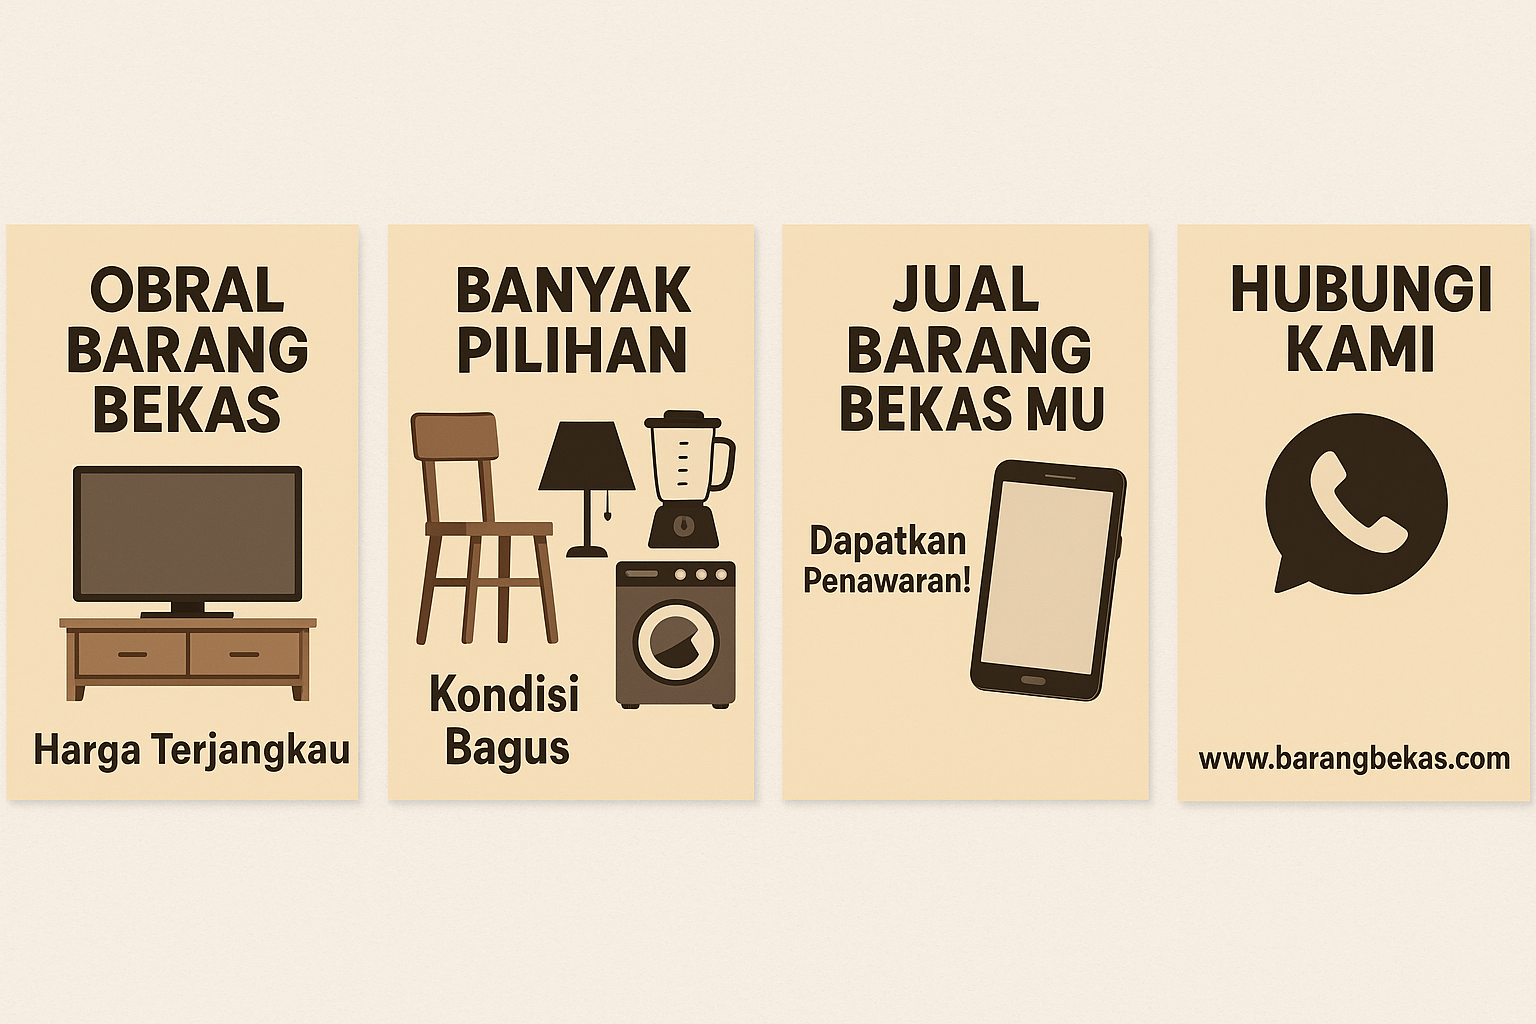 OBRAL
BARANG
BEKAS
Harga Terjangkau
BANYAK
PILIHAN
Kondisi
Bagus
JUAL
BARANG
BEKAS MU
Dapatkan
Penawaran!
HUBUNGI
KAMI
www.barangbekas.com